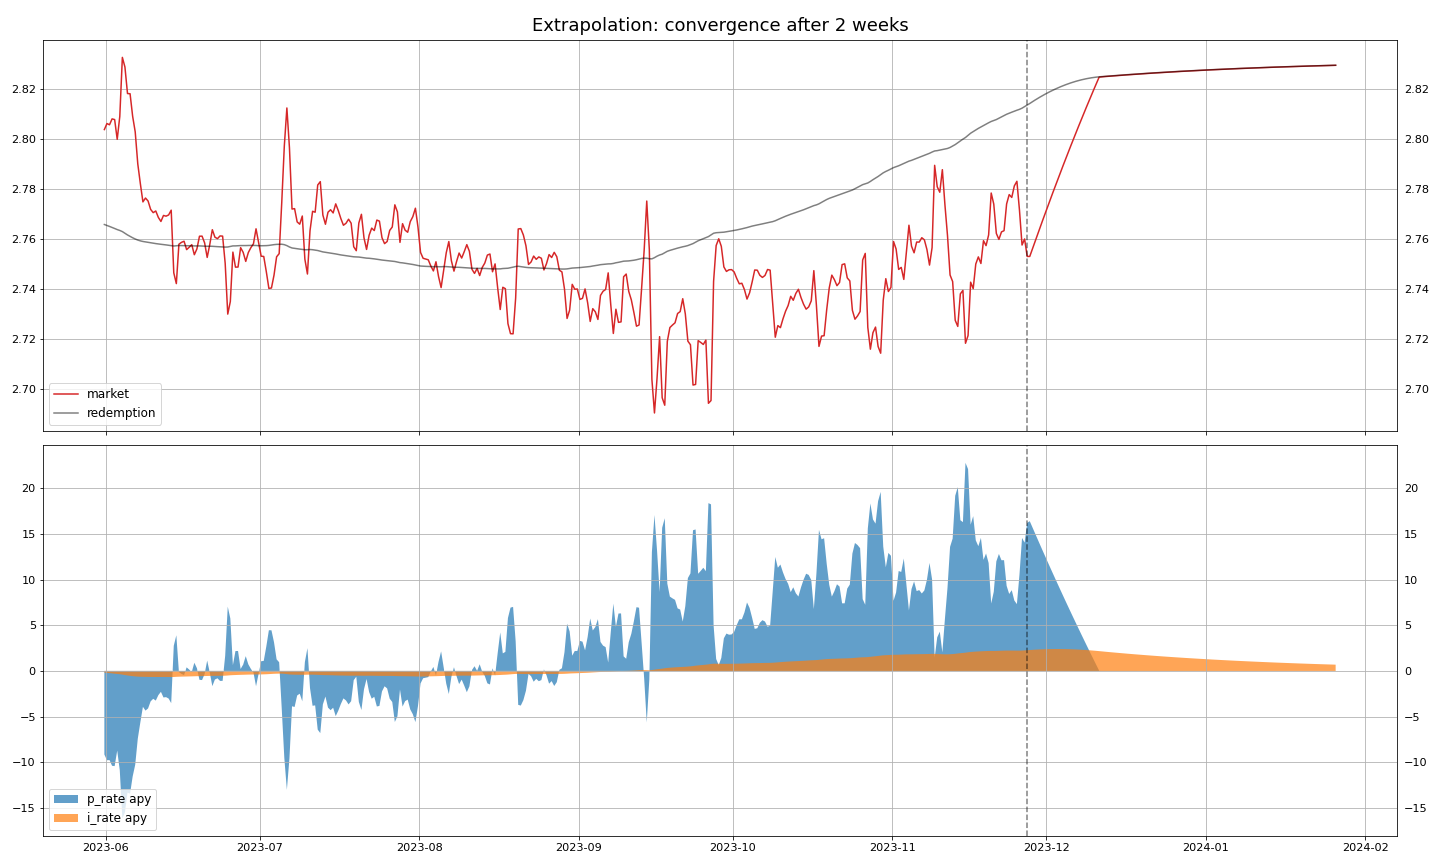 Extrapolation: convergence after 2 weeks
2.82 2.82
2.80 2.80
2.78 2.78
2.76 2.76
2.74 2.74
2.72 2.72
2.70 2.70
market
redemption
20 20
15 15
10 10
5 5
0 0
−5 −5
−10 −10
−15 −15
p_rate apy
i_rate apy
2023-06 2023-07 2023-08 2023-09 2023-10 2023-11 2023-12 2024-01 2024-02